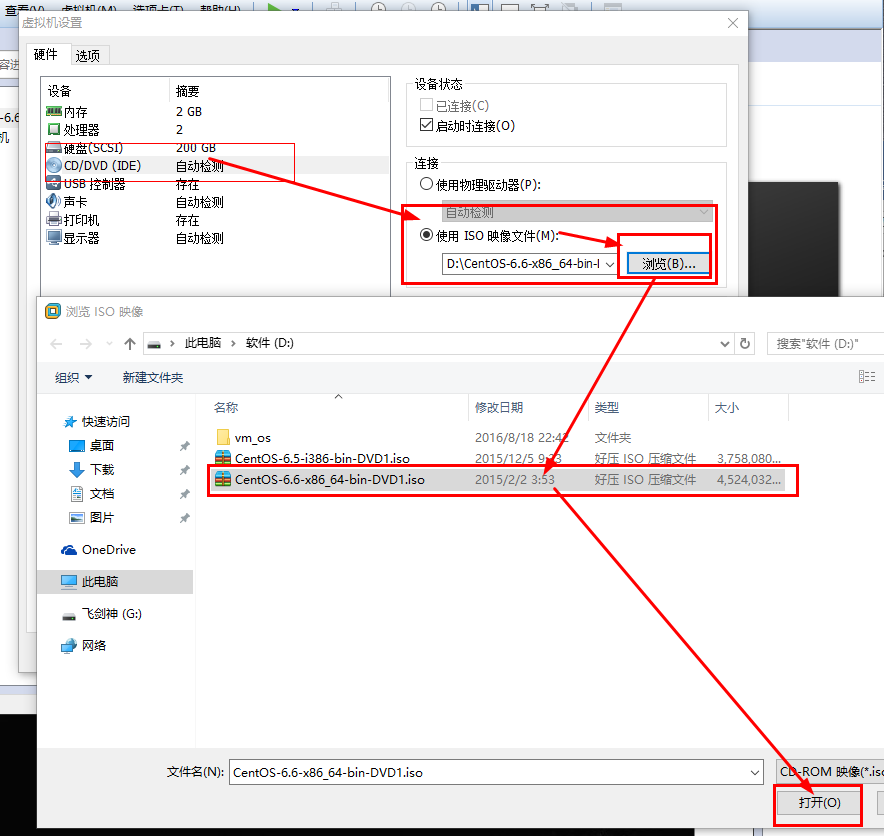 查看(V) 虚拟机(M) 选项卡(T) 帮助(H)
虚拟机设置
硬件 选项
设备 摘要
内存 2 GB
处理器 2
硬盘(SCSI) 200 GB
CD/DVD (IDE) 自动检测
USB 控制器 存在
声卡 自动检测
打印机 存在
显示器 自动检测
设备状态
已连接(C)
启动时连接(O)
连接
使用物理驱动器(P):
自动检测
使用 ISO 映像文件(M):
D:\CentOS-6.6-x86_64-bin-I
浏览(B)...
浏览 ISO 映像
此电脑 › 软件 (D:)
搜索"软件 (D:)"
组织 新建文件夹
名称 修改日期 类型 大小
vm_os 2016/8/18 22:42 文件夹
CentOS-6.5-i386-bin-DVD1.iso 2015/12/5 9:23 好压 ISO 压缩文件 3,758,080...
CentOS-6.6-x86_64-bin-DVD1.iso 2015/2/2 3:53 好压 ISO 压缩文件 4,524,032...
快速访问
桌面
下载
文档
图片
OneDrive
此电脑
飞剑神 (G:)
网络
文件名(N): CentOS-6.6-x86_64-bin-DVD1.iso
CD-ROM 映像(*.iso
打开(O)